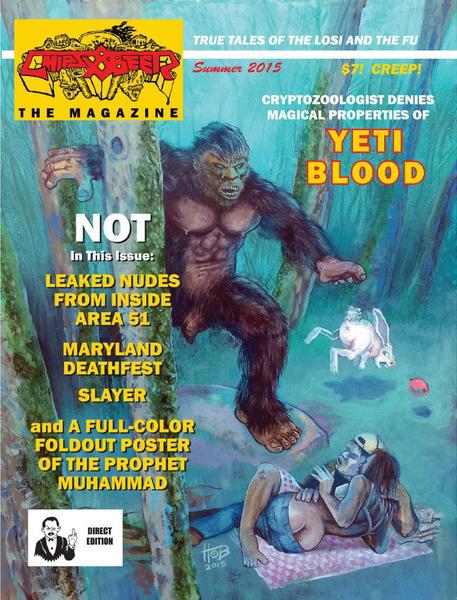 CHIPS & BEER
THE MAGAZINE
TRUE TALES OF THE LOSI AND THE FU
Summer 2015
$7! CREEP!
CRYPTOZOOLOGIST DENIES
MAGICAL PROPERTIES OF
YETI
BLOOD
NOT
In This Issue:
LEAKED NUDES
FROM INSIDE
AREA 51
MARYLAND
DEATHFEST
SLAYER
and A FULL-COLOR
FOLDOUT POSTER
OF THE PROPHET
MUHAMMAD
DIRECT
EDITION
HOB
2015